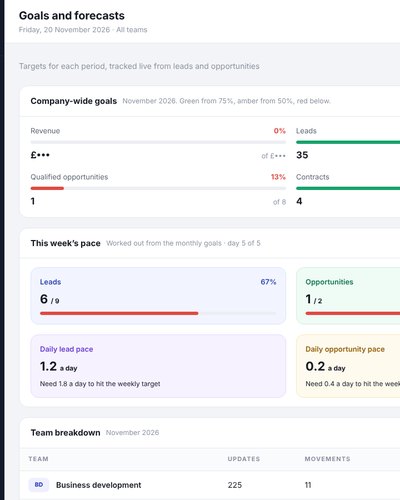 Goals and forecasts
Friday, 20 November 2026 · All teams
Targets for each period, tracked live from leads and opportunities
Company-wide goals November 2026. Green from 75%, amber from 50%, red below.
Revenue 0% Leads
£••• of £••• 35
Qualified opportunities 13% Contracts
1 of 8 4
This week's pace Worked out from the monthly goals · day 5 of 5
Leads 67% Opportunities
6 / 9 1 / 2
Daily lead pace Daily opportunity pace
1.2 a day 0.2 a day
Need 1.8 a day to hit the weekly target Need 0.4 a day to hit the week
Team breakdown November 2026
TEAM UPDATES MOVEMENTS
BD Business development 225 11